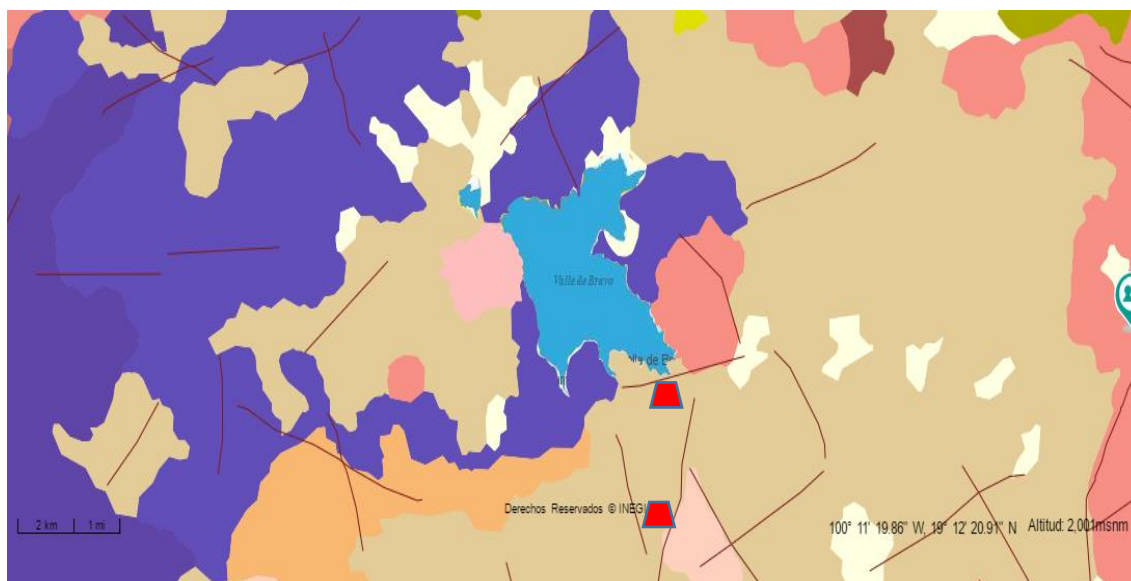 Valle de Bravo
2 km
1 mi
Derechos Reservados © INEGI
100° 11' 19.86" W, 19° 12' 20.91" N Altitud: 2,001msnm